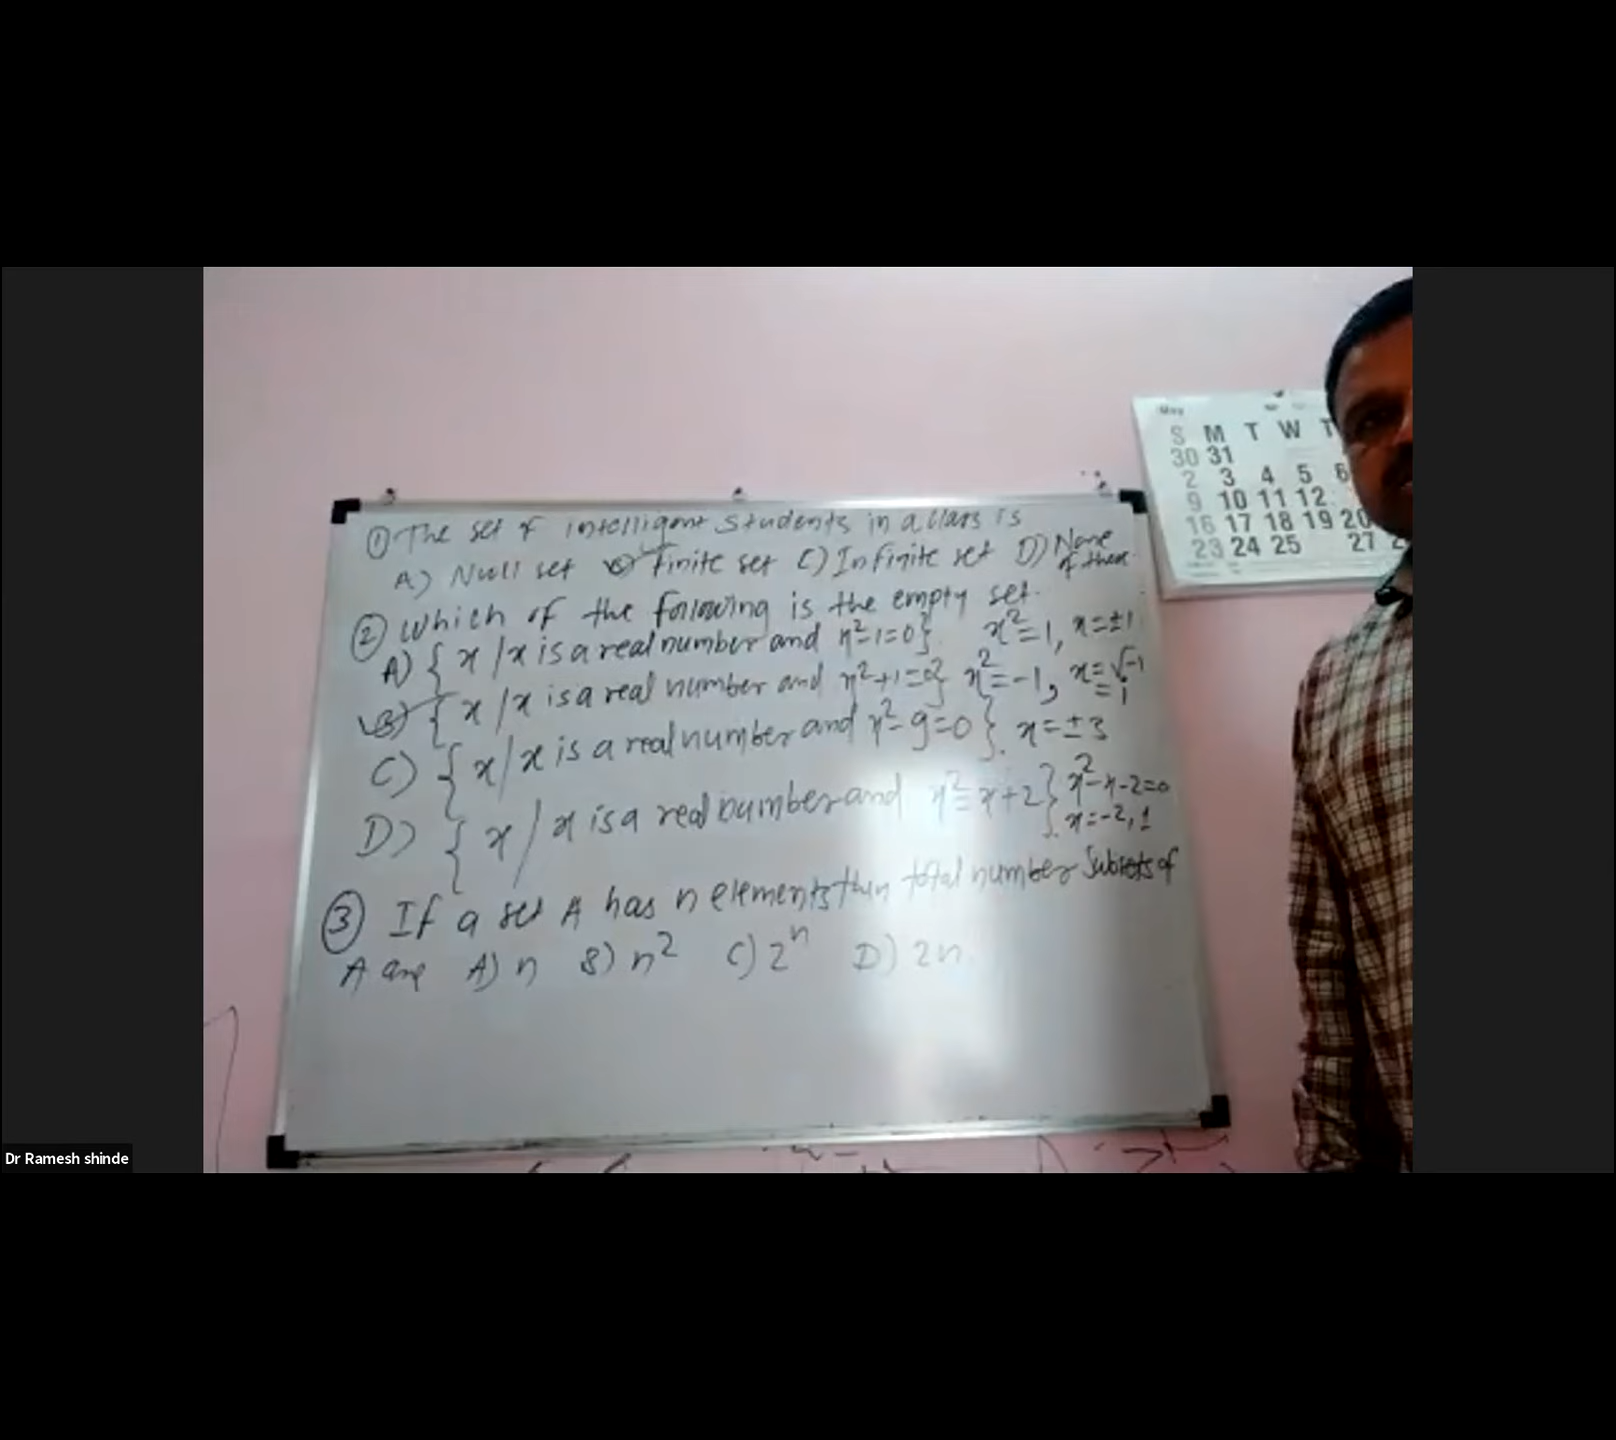 May
S M T W T
30 31
2 3 4 5 6
9 10 11 12
16 17 18 19 20
23 24 25 27
① The set of intelligent students in a class is
A) Null set B) Finite set C) Infinite set D) None of them
② Which of the following is the empty set.
A) {x / x is a real number and x²-1=0}. x²=1, x=±1
B) {x / x is a real number and x²+1=0} x²=-1, x=√-1
= i
C) {x / x is a real number and x²-9=0}. x=±3
D) {x / x is a real number and x²=x+2}. x²-x-2=0
x=-2, 1
③ If a set A has n elements then total number subsets of
A are A) n B) n² C) 2ⁿ D) 2n.
Dr Ramesh shinde